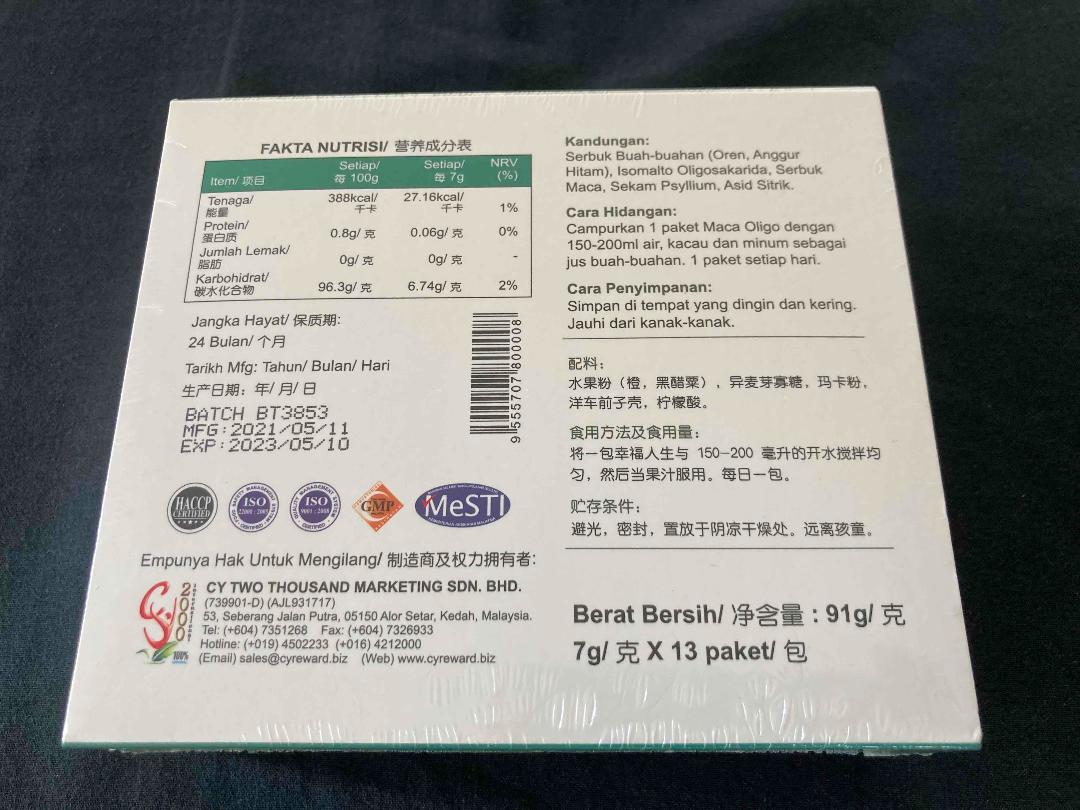 FAKTA NUTRISI/ 营养成分表
Item/ 项目 Setiap/ 每 100g Setiap/ 每 7g NRV (%)
Tenaga/ 能量 388kcal/ 千卡 27.16kcal/ 千卡 1%
Protein/ 蛋白质 0.8g/ 克 0.06g/ 克 0%
Jumlah Lemak/ 脂肪 0g/ 克 0g/ 克 -
Karbohidrat/ 碳水化合物 96.3g/ 克 6.74g/ 克 2%
Jangka Hayat/ 保质期:
24 Bulan/ 个月
Tarikh Mfg: Tahun/ Bulan/ Hari
生产日期：年/ 月/ 日
BATCH BT3853
MFG:2021/05/11
EXP:2023/05/10
9 555707 800008
HACCP
CERTIFIED
ISO
22000 : 2005
ISO
9001 : 2008
GMP
MeSTI
Empunya Hak Untuk Mengilang/ 制造商及权力拥有者:
CY 2000
100%
CY TWO THOUSAND MARKETING SDN. BHD.
(739901-D) (AJL931717)
53, Seberang Jalan Putra, 05150 Alor Setar, Kedah, Malaysia.
Tel: (+604) 7351268 Fax: (+604) 7326933
Hotline: (+019) 4502233 (+016) 4212000
(Email) sales@cyreward.biz (Web) www.cyreward.biz
Kandungan:
Serbuk Buah-buahan (Oren, Anggur
Hitam), Isomalto Oligosakarida, Serbuk
Maca, Sekam Psyllium, Asid Sitrik.
Cara Hidangan:
Campurkan 1 paket Maca Oligo dengan
150-200ml air, kacau dan minum sebagai
jus buah-buahan. 1 paket setiap hari.
Cara Penyimpanan:
Simpan di tempat yang dingin dan kering.
Jauhi dari kanak-kanak.
配料：
水果粉（橙，黑醋粟），异麦芽寡糖，玛卡粉，
洋车前子壳，柠檬酸。
食用方法及食用量：
将一包幸福人生与 150—200 毫升的开水搅拌均
匀，然后当果汁服用。每日一包。
贮存条件：
避光，密封，置放于阴凉干燥处。远离孩童。
Berat Bersih/ 净含量 : 91g/ 克
7g/ 克 X 13 paket/ 包